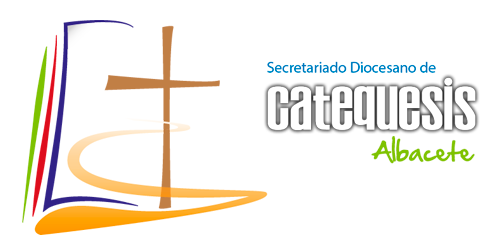 Secretariado Diocesano de
catequesis
Albacete